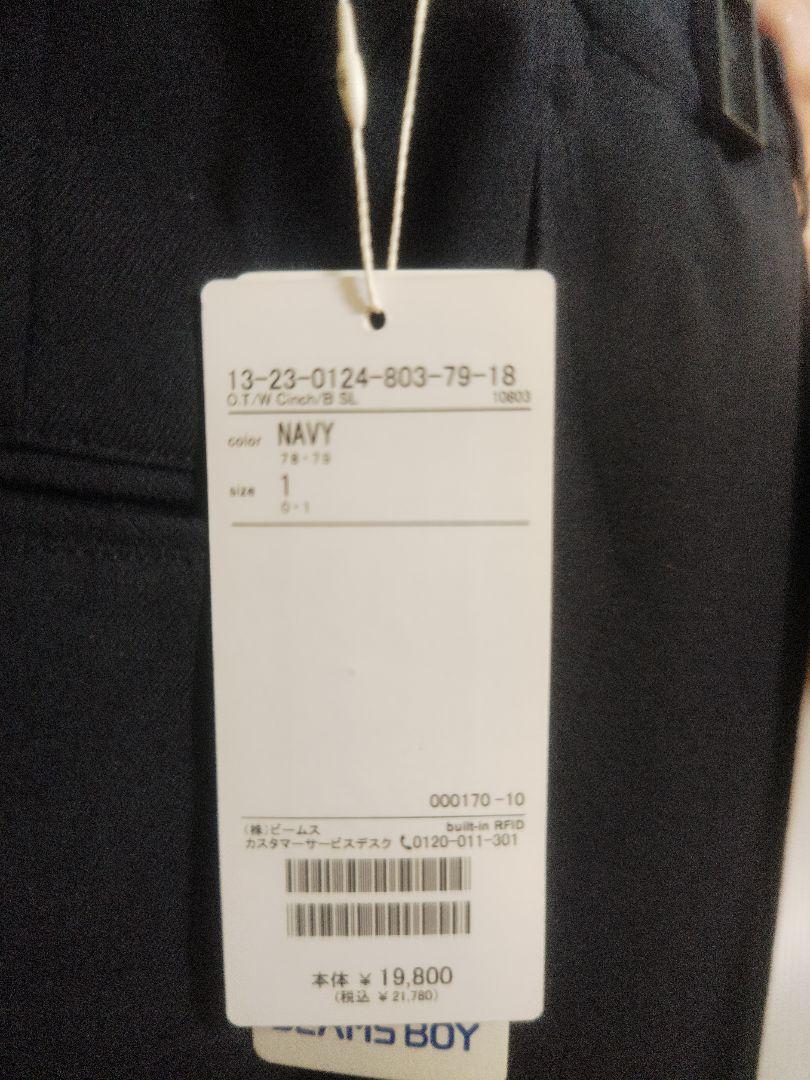 13-23-0124-803-79-18
O.T/W Cinch/B SL 10803
color NAVY
78・79
size 1
0・1
000170-10
(株)ビームス built-in RFID
カスタマーサービスデスク 0120-011-301
本体 ¥ 19,800
(税込 ¥ 21,780)
BEAMS BOY